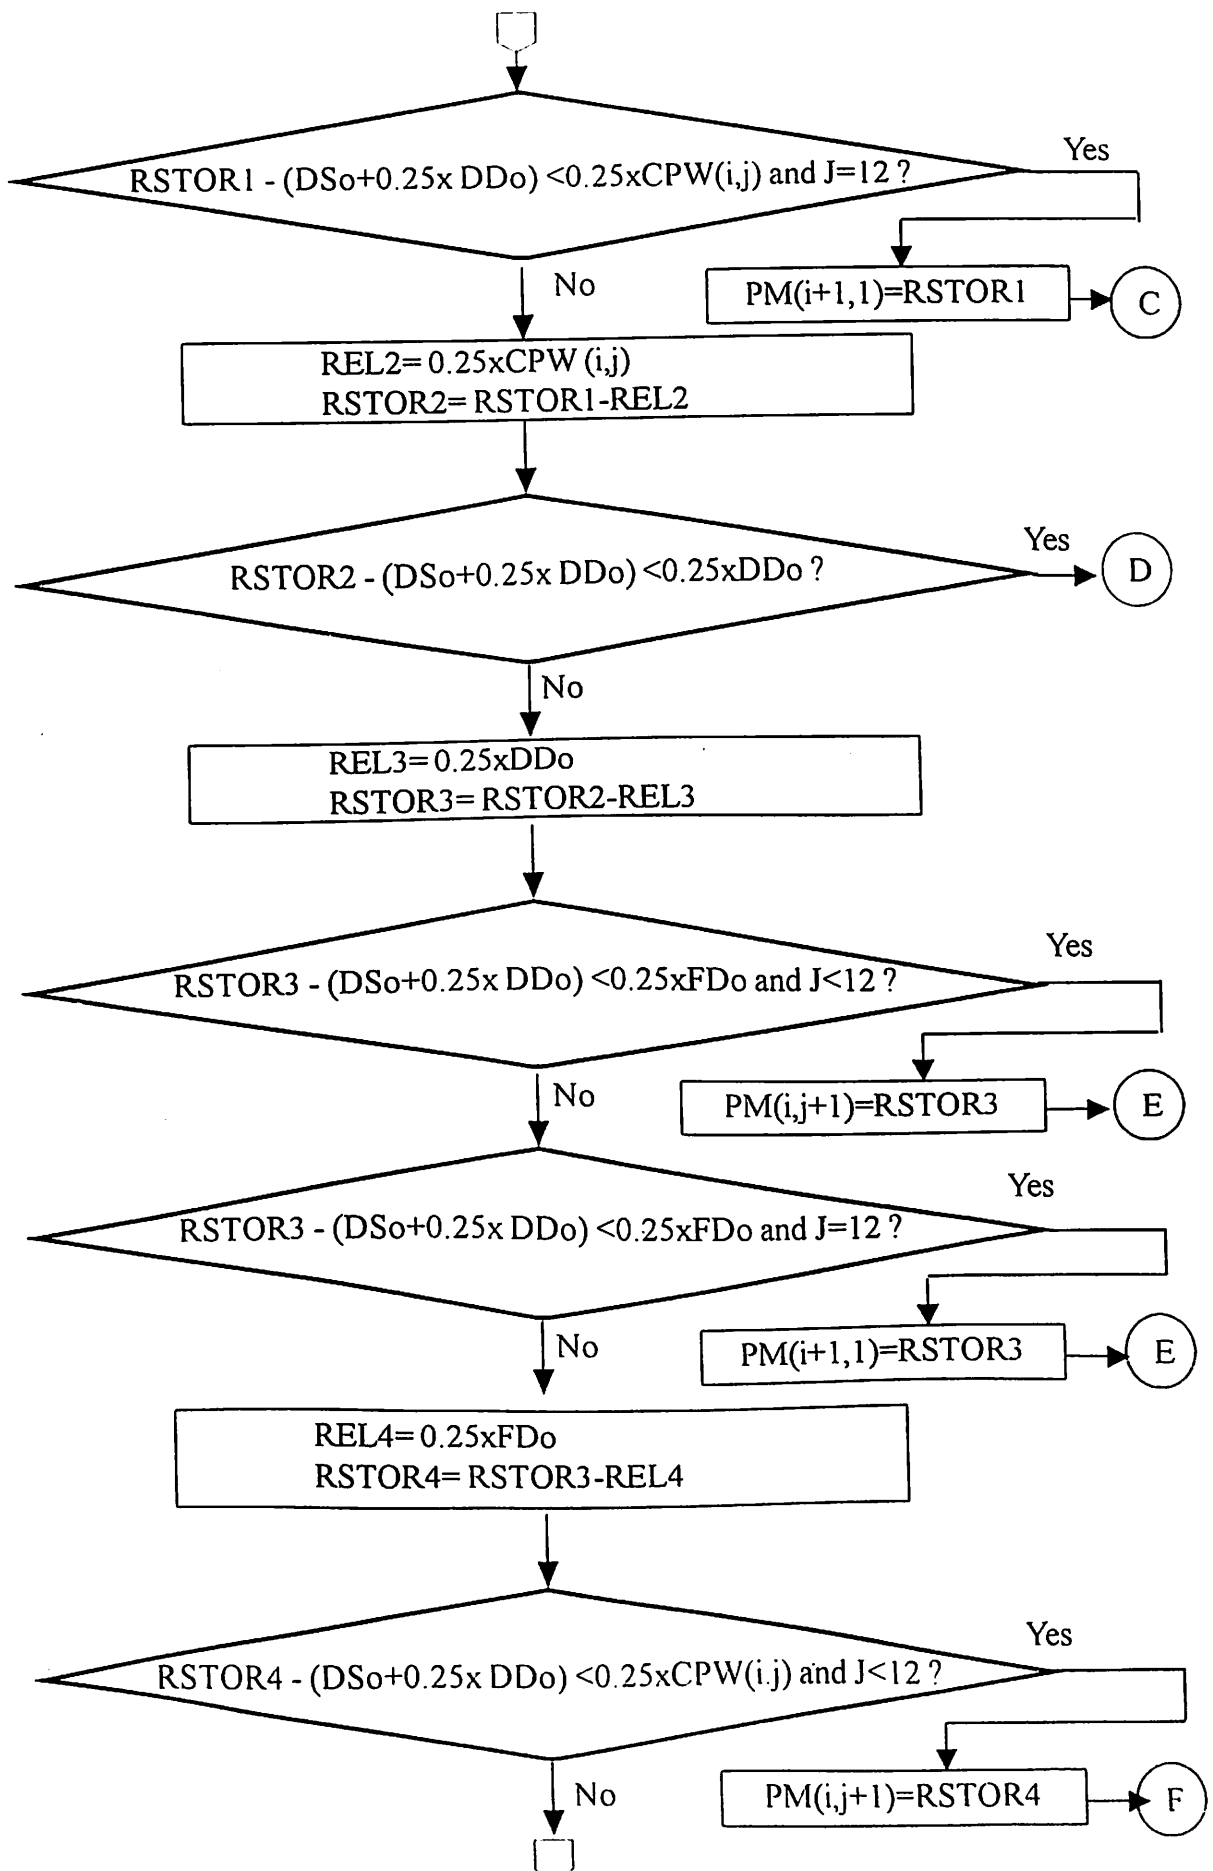 Yes
RSTOR1 - (DSo+0.25x DDo) <0.25xCPW(i,j) and J=12 ?
No
PM(i+1,1)=RSTOR1
C
REL2= 0.25xCPW (i,j)
RSTOR2= RSTOR1-REL2
Yes
RSTOR2 - (DSo+0.25x DDo) <0.25xDDo ?
D
No
REL3= 0.25xDDo
RSTOR3= RSTOR2-REL3
Yes
RSTOR3 - (DSo+0.25x DDo) <0.25xFDo and J<12 ?
No
PM(i,j+1)=RSTOR3
E
Yes
RSTOR3 - (DSo+0.25x DDo) <0.25xFDo and J=12 ?
No
PM(i+1,1)=RSTOR3
E
REL4= 0.25xFDo
RSTOR4= RSTOR3-REL4
Yes
RSTOR4 - (DSo+0.25x DDo) <0.25xCPW(i.j) and J<12 ?
No
PM(i,j+1)=RSTOR4
F